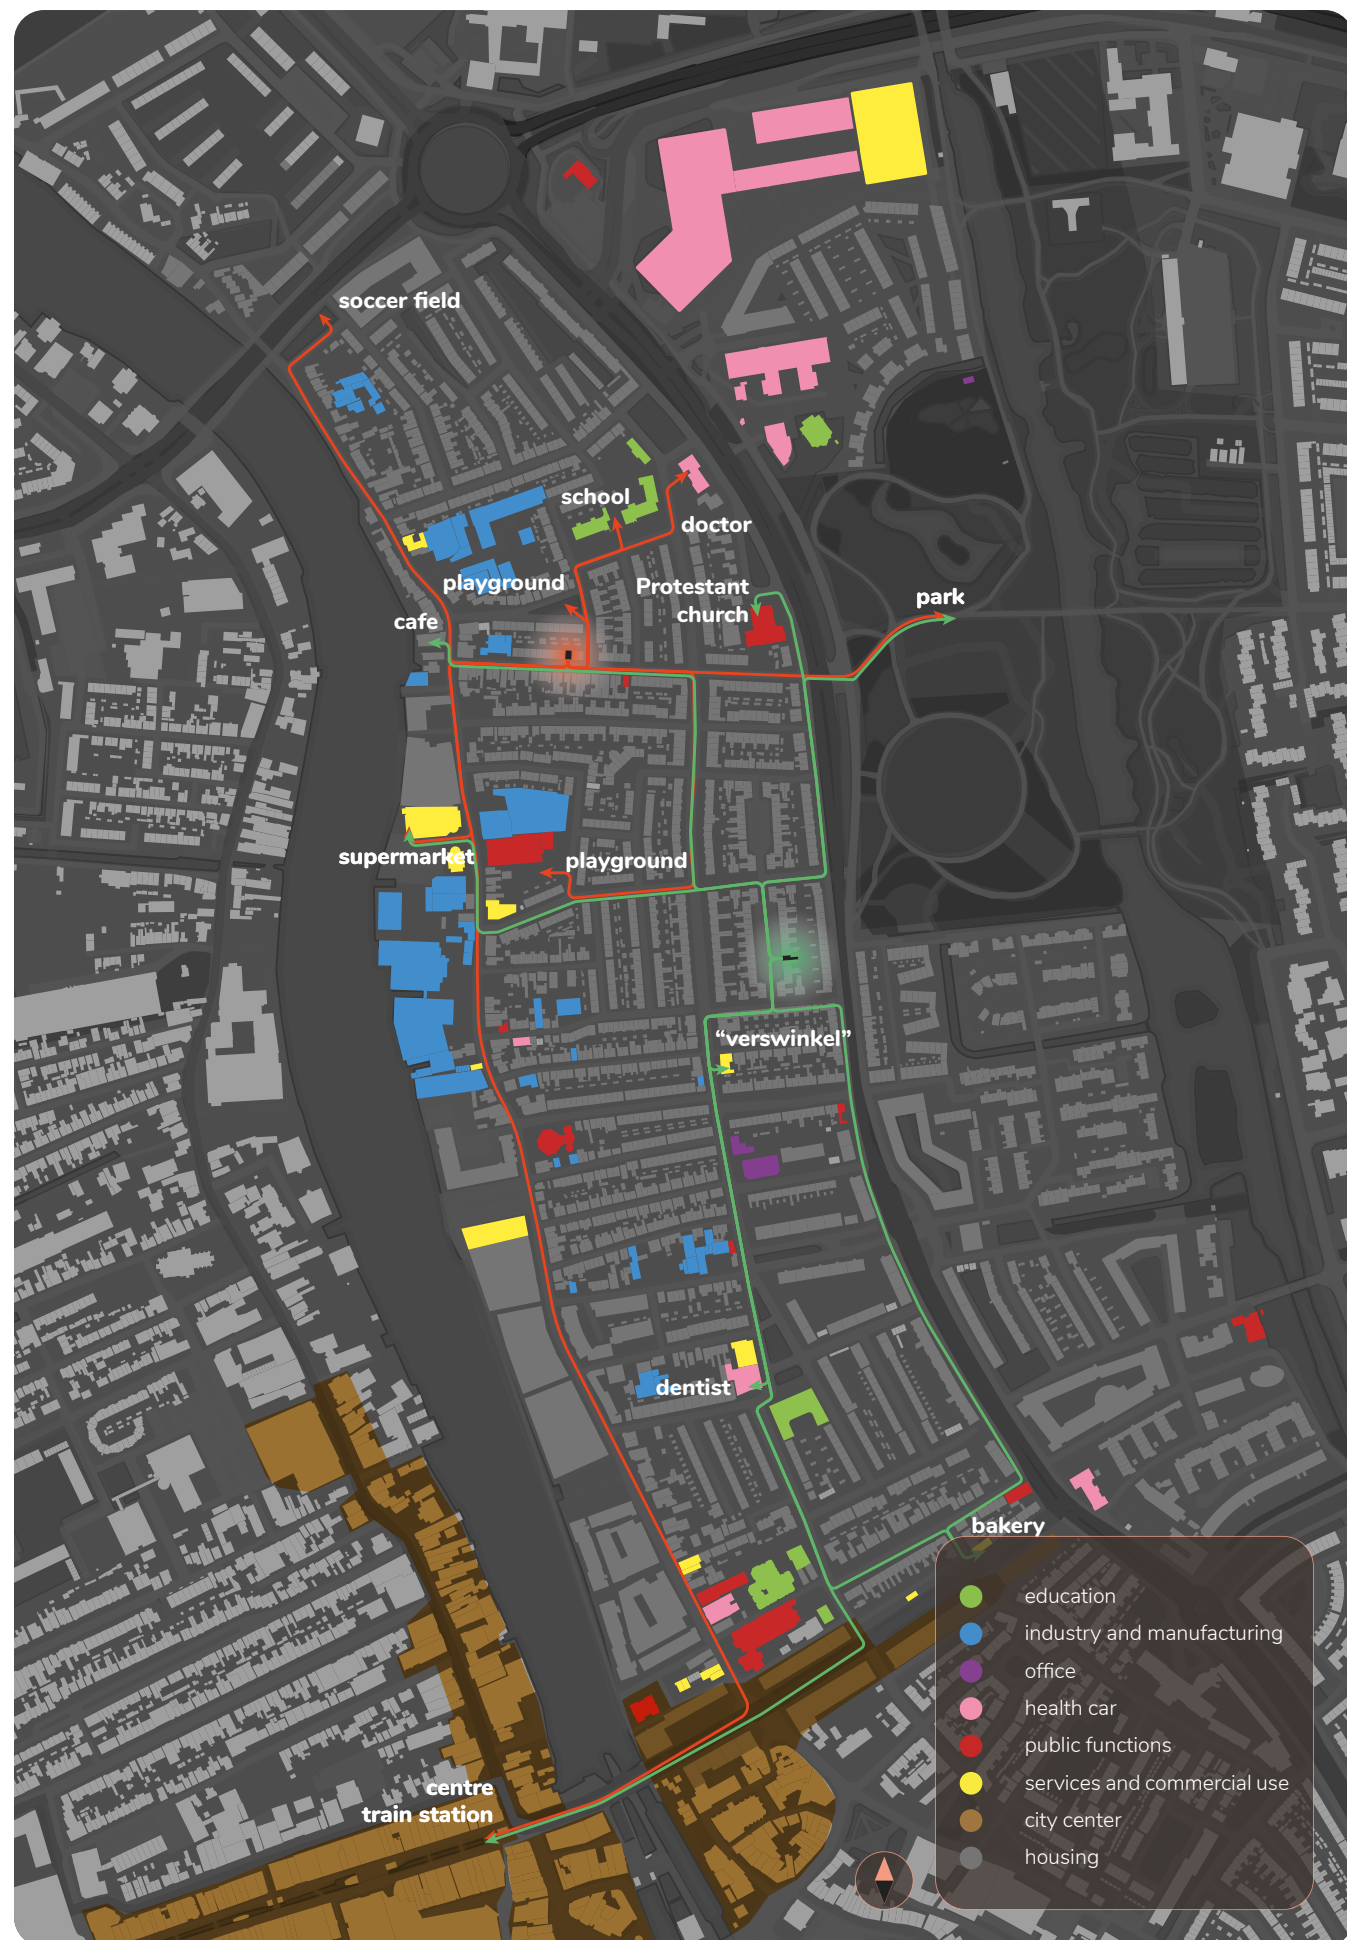 soccer field
school
doctor
playground
Protestant
church
park
cafe
supermarket
playground
“verswinkel”
dentist
bakery
education
industry and manufacturing
office
health car
public functions
services and commercial use
city center
housing
centre
train station